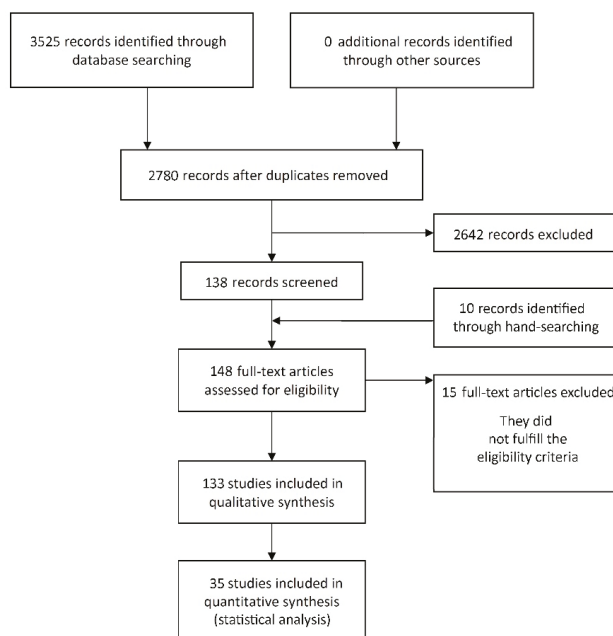 3525 records identified through
database searching
0 additional records identified
through other sources
2780 records after duplicates removed
2642 records excluded
138 records screened
10 records identified
through hand-searching
148 full-text articles
assessed for eligibility
15 full-text articles excluded
They did
not fulfill the
eligibility criteria
133 studies included in
qualitative synthesis
35 studies included in
quantitative synthesis
(statistical analysis)